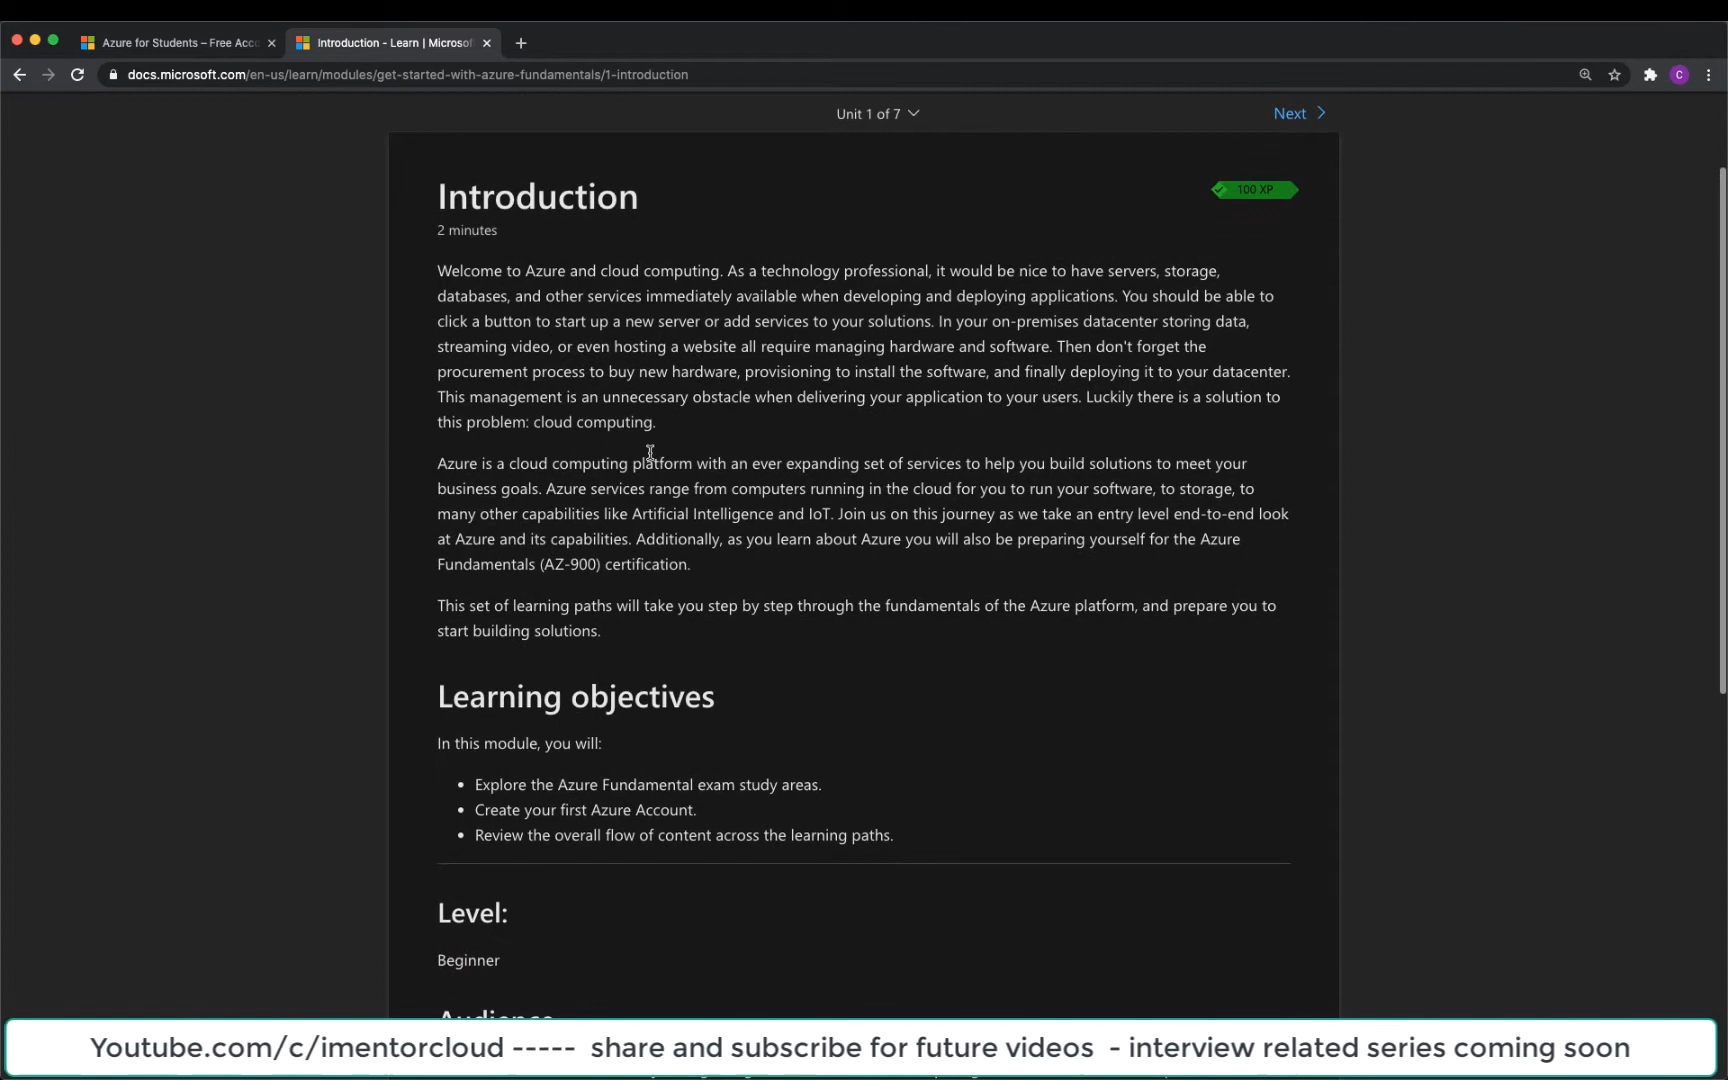 Azure for Students – Free Acco
Introduction - Learn | Microsof
docs.microsoft.com/en-us/learn/modules/get-started-with-azure-fundamentals/1-introduction
C
Unit 1 of 7
Next
Introduction
100 XP
2 minutes
Welcome to Azure and cloud computing. As a technology professional, it would be nice to have servers, storage,
databases, and other services immediately available when developing and deploying applications. You should be able to
click a button to start up a new server or add services to your solutions. In your on-premises datacenter storing data,
streaming video, or even hosting a website all require managing hardware and software. Then don't forget the
procurement process to buy new hardware, provisioning to install the software, and finally deploying it to your datacenter.
This management is an unnecessary obstacle when delivering your application to your users. Luckily there is a solution to
this problem: cloud computing.
Azure is a cloud computing platform with an ever expanding set of services to help you build solutions to meet your
business goals. Azure services range from computers running in the cloud for you to run your software, to storage, to
many other capabilities like Artificial Intelligence and IoT. Join us on this journey as we take an entry level end-to-end look
at Azure and its capabilities. Additionally, as you learn about Azure you will also be preparing yourself for the Azure
Fundamentals (AZ-900) certification.
This set of learning paths will take you step by step through the fundamentals of the Azure platform, and prepare you to
start building solutions.
Learning objectives
In this module, you will:
• Explore the Azure Fundamental exam study areas.
• Create your first Azure Account.
• Review the overall flow of content across the learning paths.
Level:
Beginner
Audience
Youtube.com/c/imentorcloud ----- share and subscribe for future videos - interview related series coming soon